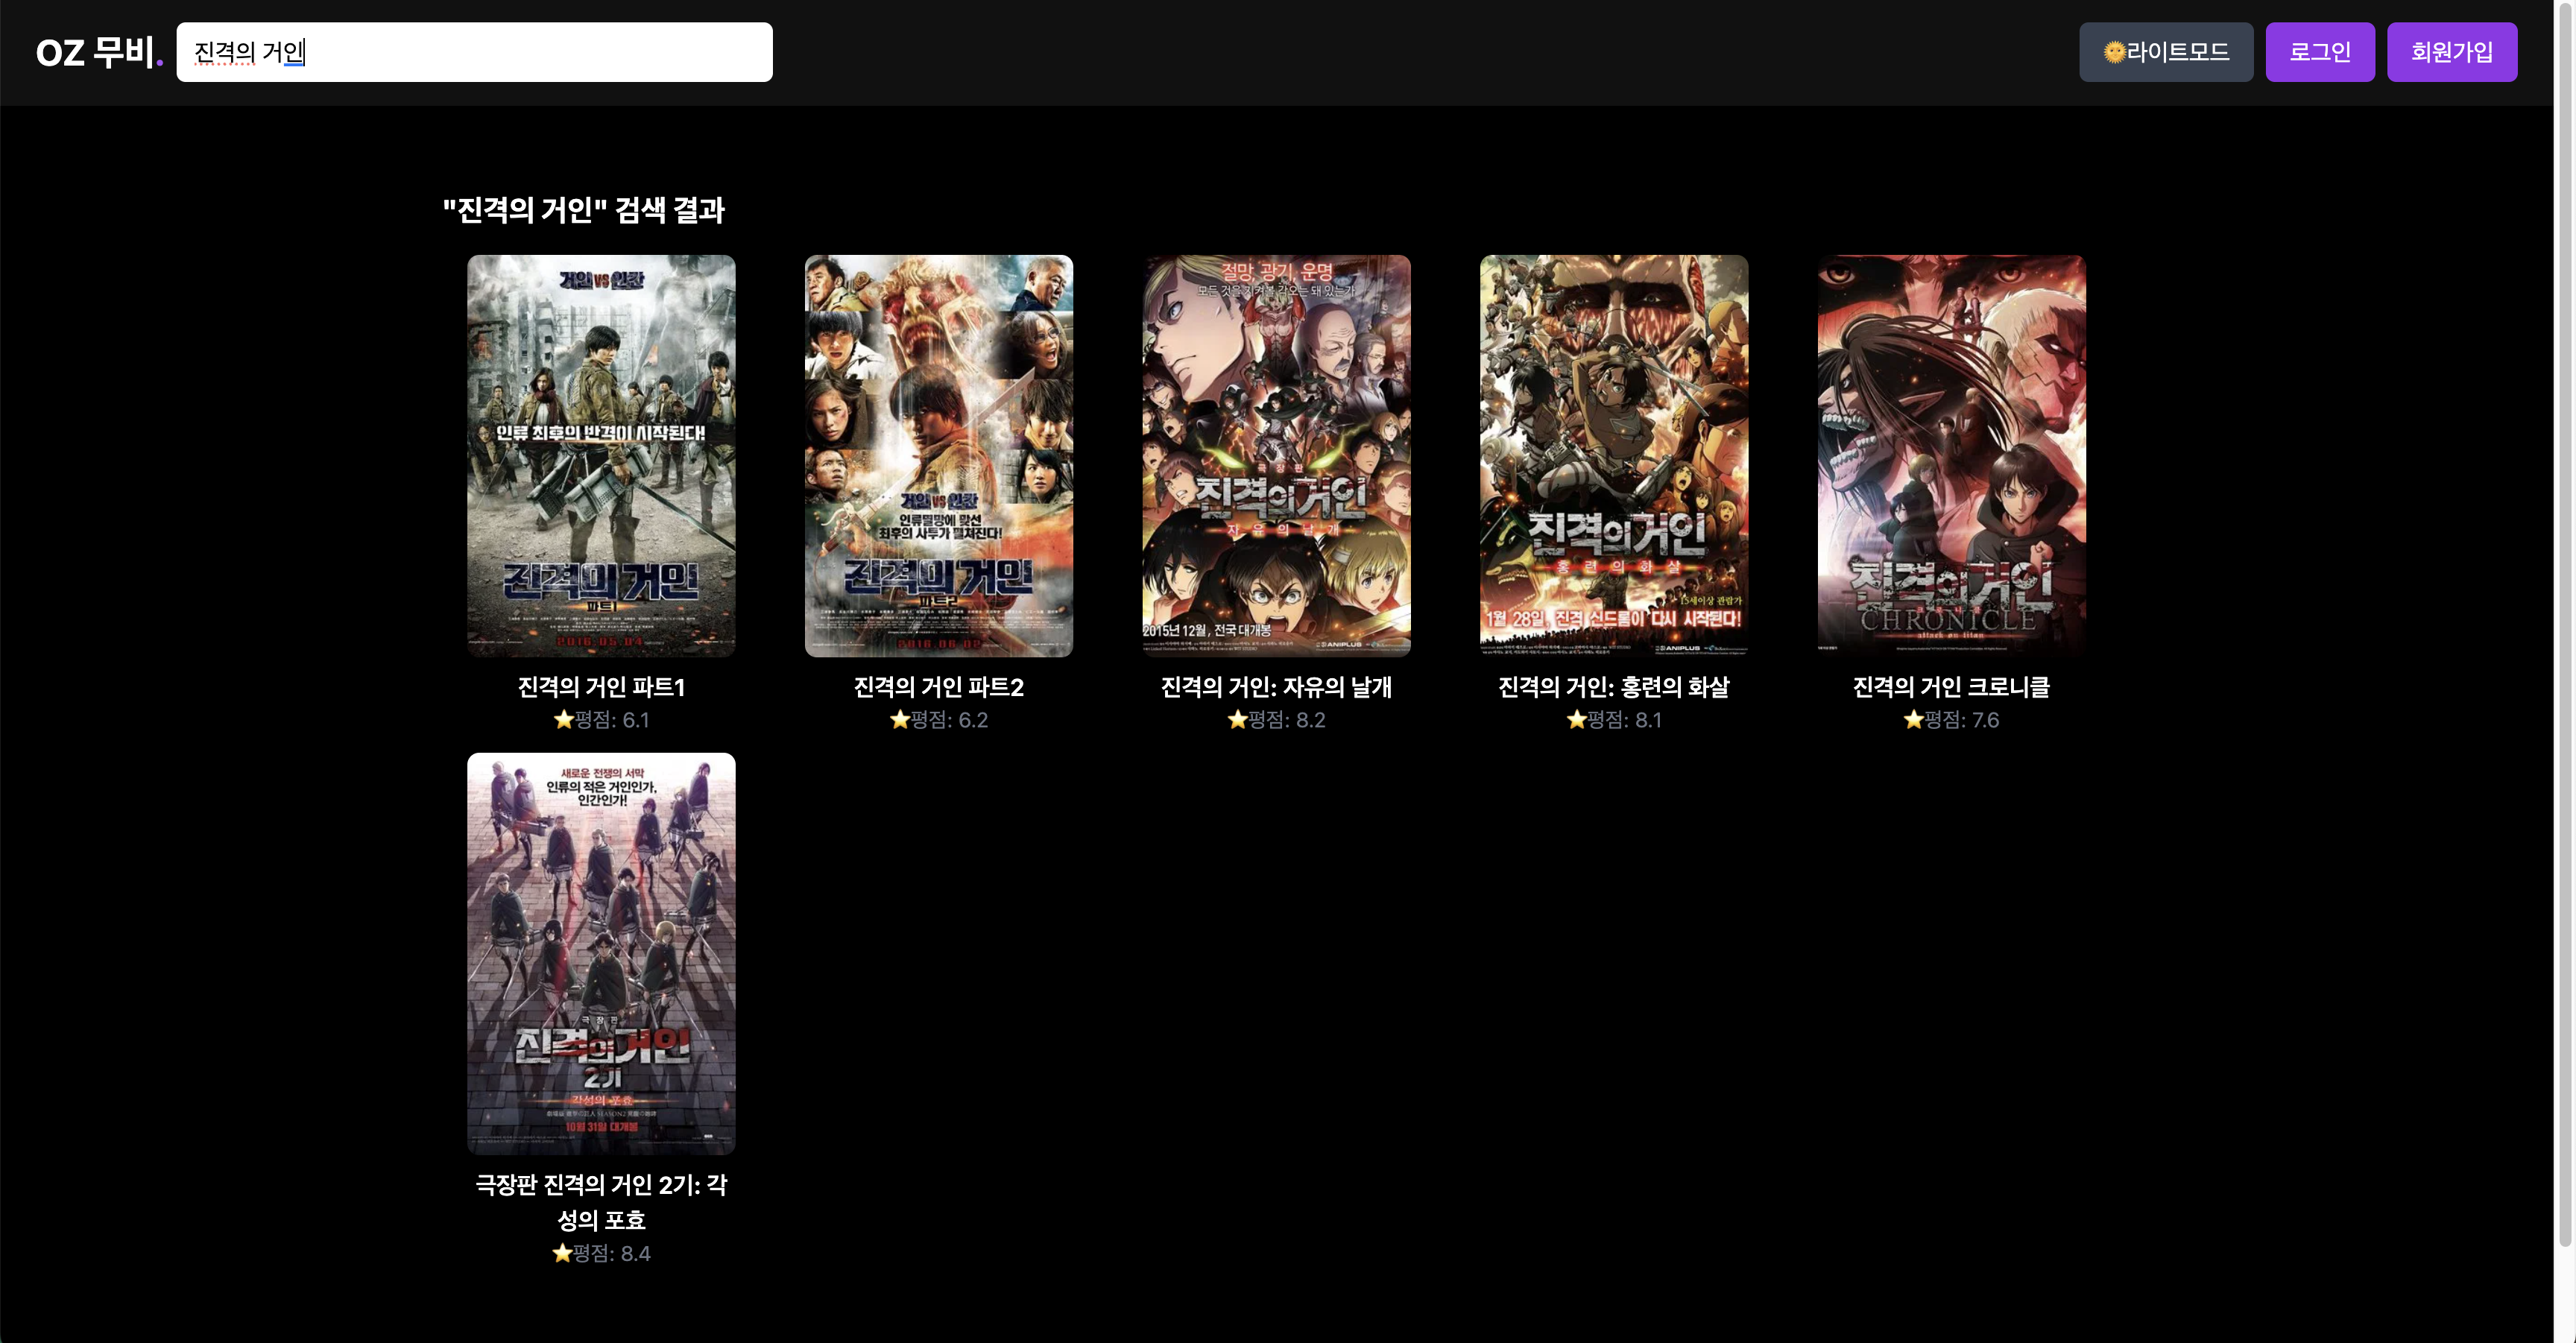 OZ 무비.
진격의 거인
🌞라이트모드
로그인
회원가입
"진격의 거인" 검색 결과
거인 VS 인간
인류 최후의 반격이 시작된다!
진격의 거인
파트1
2016.05.04
진격의 거인 파트1
⭐평점: 6.1
거인 VS 인간
인류멸망에 맞선
최후의 사투가 펼쳐진다!
진격의 거인
파트2
진격의 거인 파트2
⭐평점: 6.2
절망, 광기, 운명
모든 것을 지켜볼 각오는 돼 있는가
극장판
진격의 거인
자유의 날개
2015년 12월, 전국 대개봉
ANIPLUS
진격의 거인: 자유의 날개
⭐평점: 8.2
진격의 거인
홍련의 화살
15세이상 관람가
1월 28일, 진격 신드롬이 다시 시작된다!
ANIPLUS
진격의 거인: 홍련의 화살
⭐평점: 8.1
진격의 거인
크로니클
CHRONICLE
attack on titan
진격의 거인 크로니클
⭐평점: 7.6
새로운 전쟁의 서막
인류의 적은 거인인가,
인간인가!
극장판
진격의 거인
2기
각성의 포효
10월 31일 대개봉
극장판 진격의 거인 2기: 각
성의 포효
⭐평점: 8.4